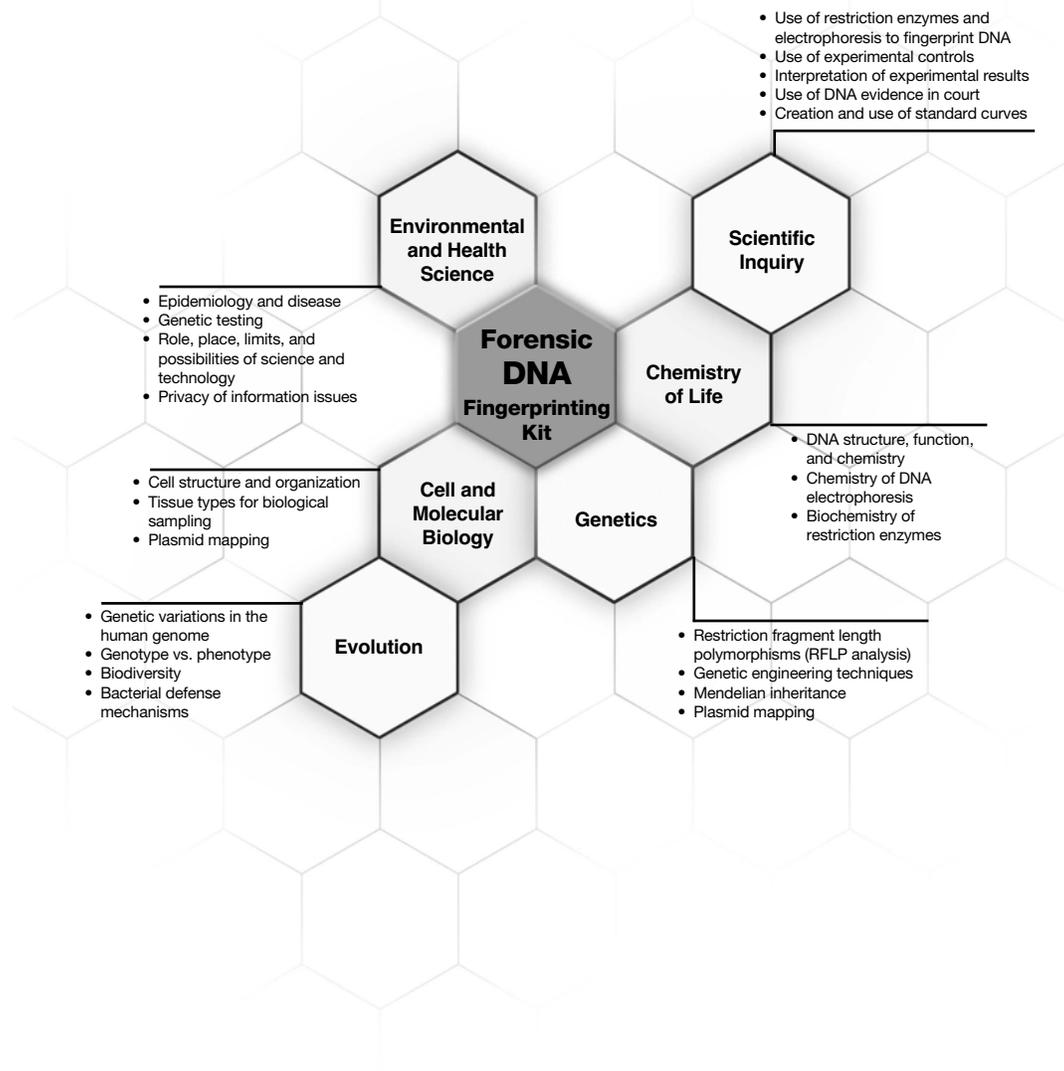 • Use of restriction enzymes and
electrophoresis to fingerprint DNA
• Use of experimental controls
• Interpretation of experimental results
• Use of DNA evidence in court
• Creation and use of standard curves
Environmental
and Health
Science
Scientific
Inquiry
• Epidemiology and disease
• Genetic testing
• Role, place, limits, and
possibilities of science and
technology
• Privacy of information issues
Forensic
DNA
Fingerprinting
Kit
Chemistry
of Life
• DNA structure, function,
and chemistry
• Chemistry of DNA
electrophoresis
• Biochemistry of
restriction enzymes
• Cell structure and organization
• Tissue types for biological
sampling
• Plasmid mapping
Cell and
Molecular
Biology
Genetics
• Genetic variations in the
human genome
• Genotype vs. phenotype
• Biodiversity
• Bacterial defense
mechanisms
Evolution
• Restriction fragment length
polymorphisms (RFLP analysis)
• Genetic engineering techniques
• Mendelian inheritance
• Plasmid mapping